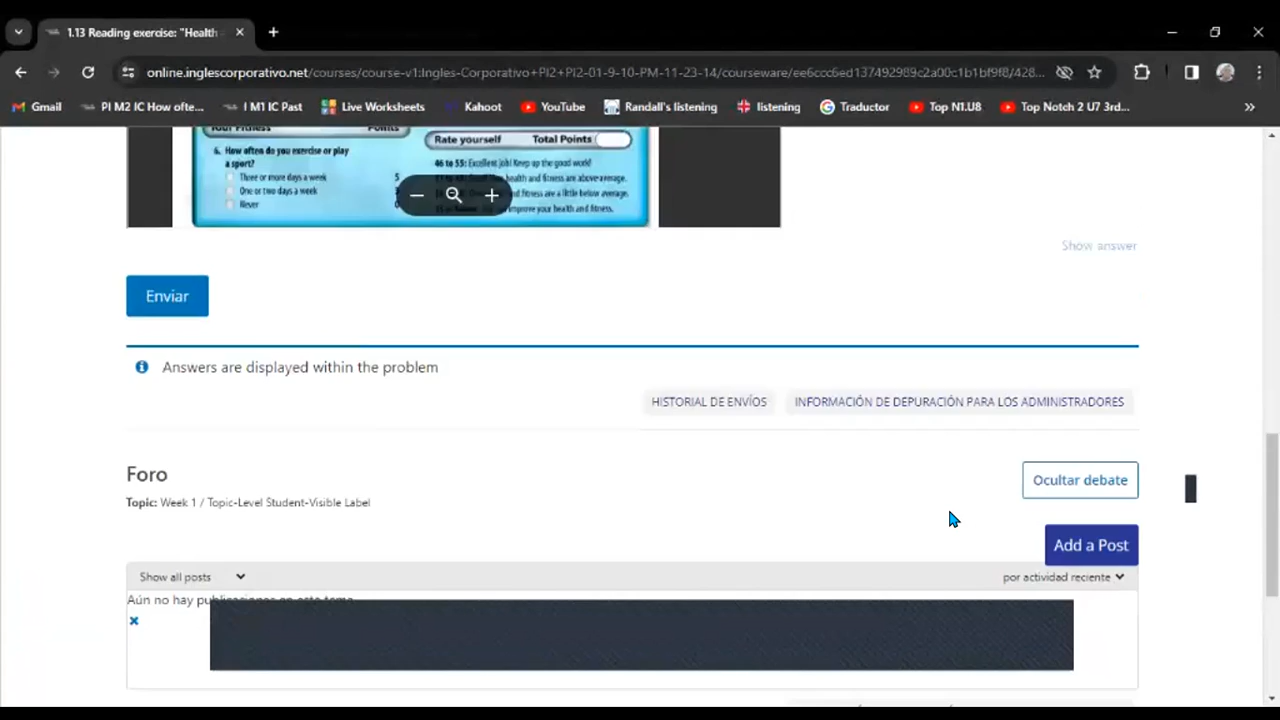 1.13 Reading exercise: "Health
online.inglescorporativo.net/courses/course-v1:Ingles-Corporativo+PI2+PI2-01-9-10-PM-11-23-14/courseware/ee6ccc6ed137492989c2a00c1b1bf9f8/428...
Gmail PI M2 IC How ofte... I M1 IC Past Live Worksheets Kahoot YouTube Randall's listening listening Traductor Top N1.U8 Top Notch 2 U7 3rd...
Your Fitness Points
Rate yourself Total Points
6. How often do you exercise or play
a sport?
Three or more days a week 5
One or two days a week
Never
46 to 55: Excellent job! Keep up the good work!
health and fitness are above average.
and fitness are a little below average.
improve your health and fitness.
Show answer
Enviar
Answers are displayed within the problem
HISTORIAL DE ENVÍOS INFORMACIÓN DE DEPURACIÓN PARA LOS ADMINISTRADORES
Foro
Ocultar debate
Topic: Week 1 / Topic-Level Student-Visible Label
Add a Post
Show all posts por actividad reciente
Aún no hay